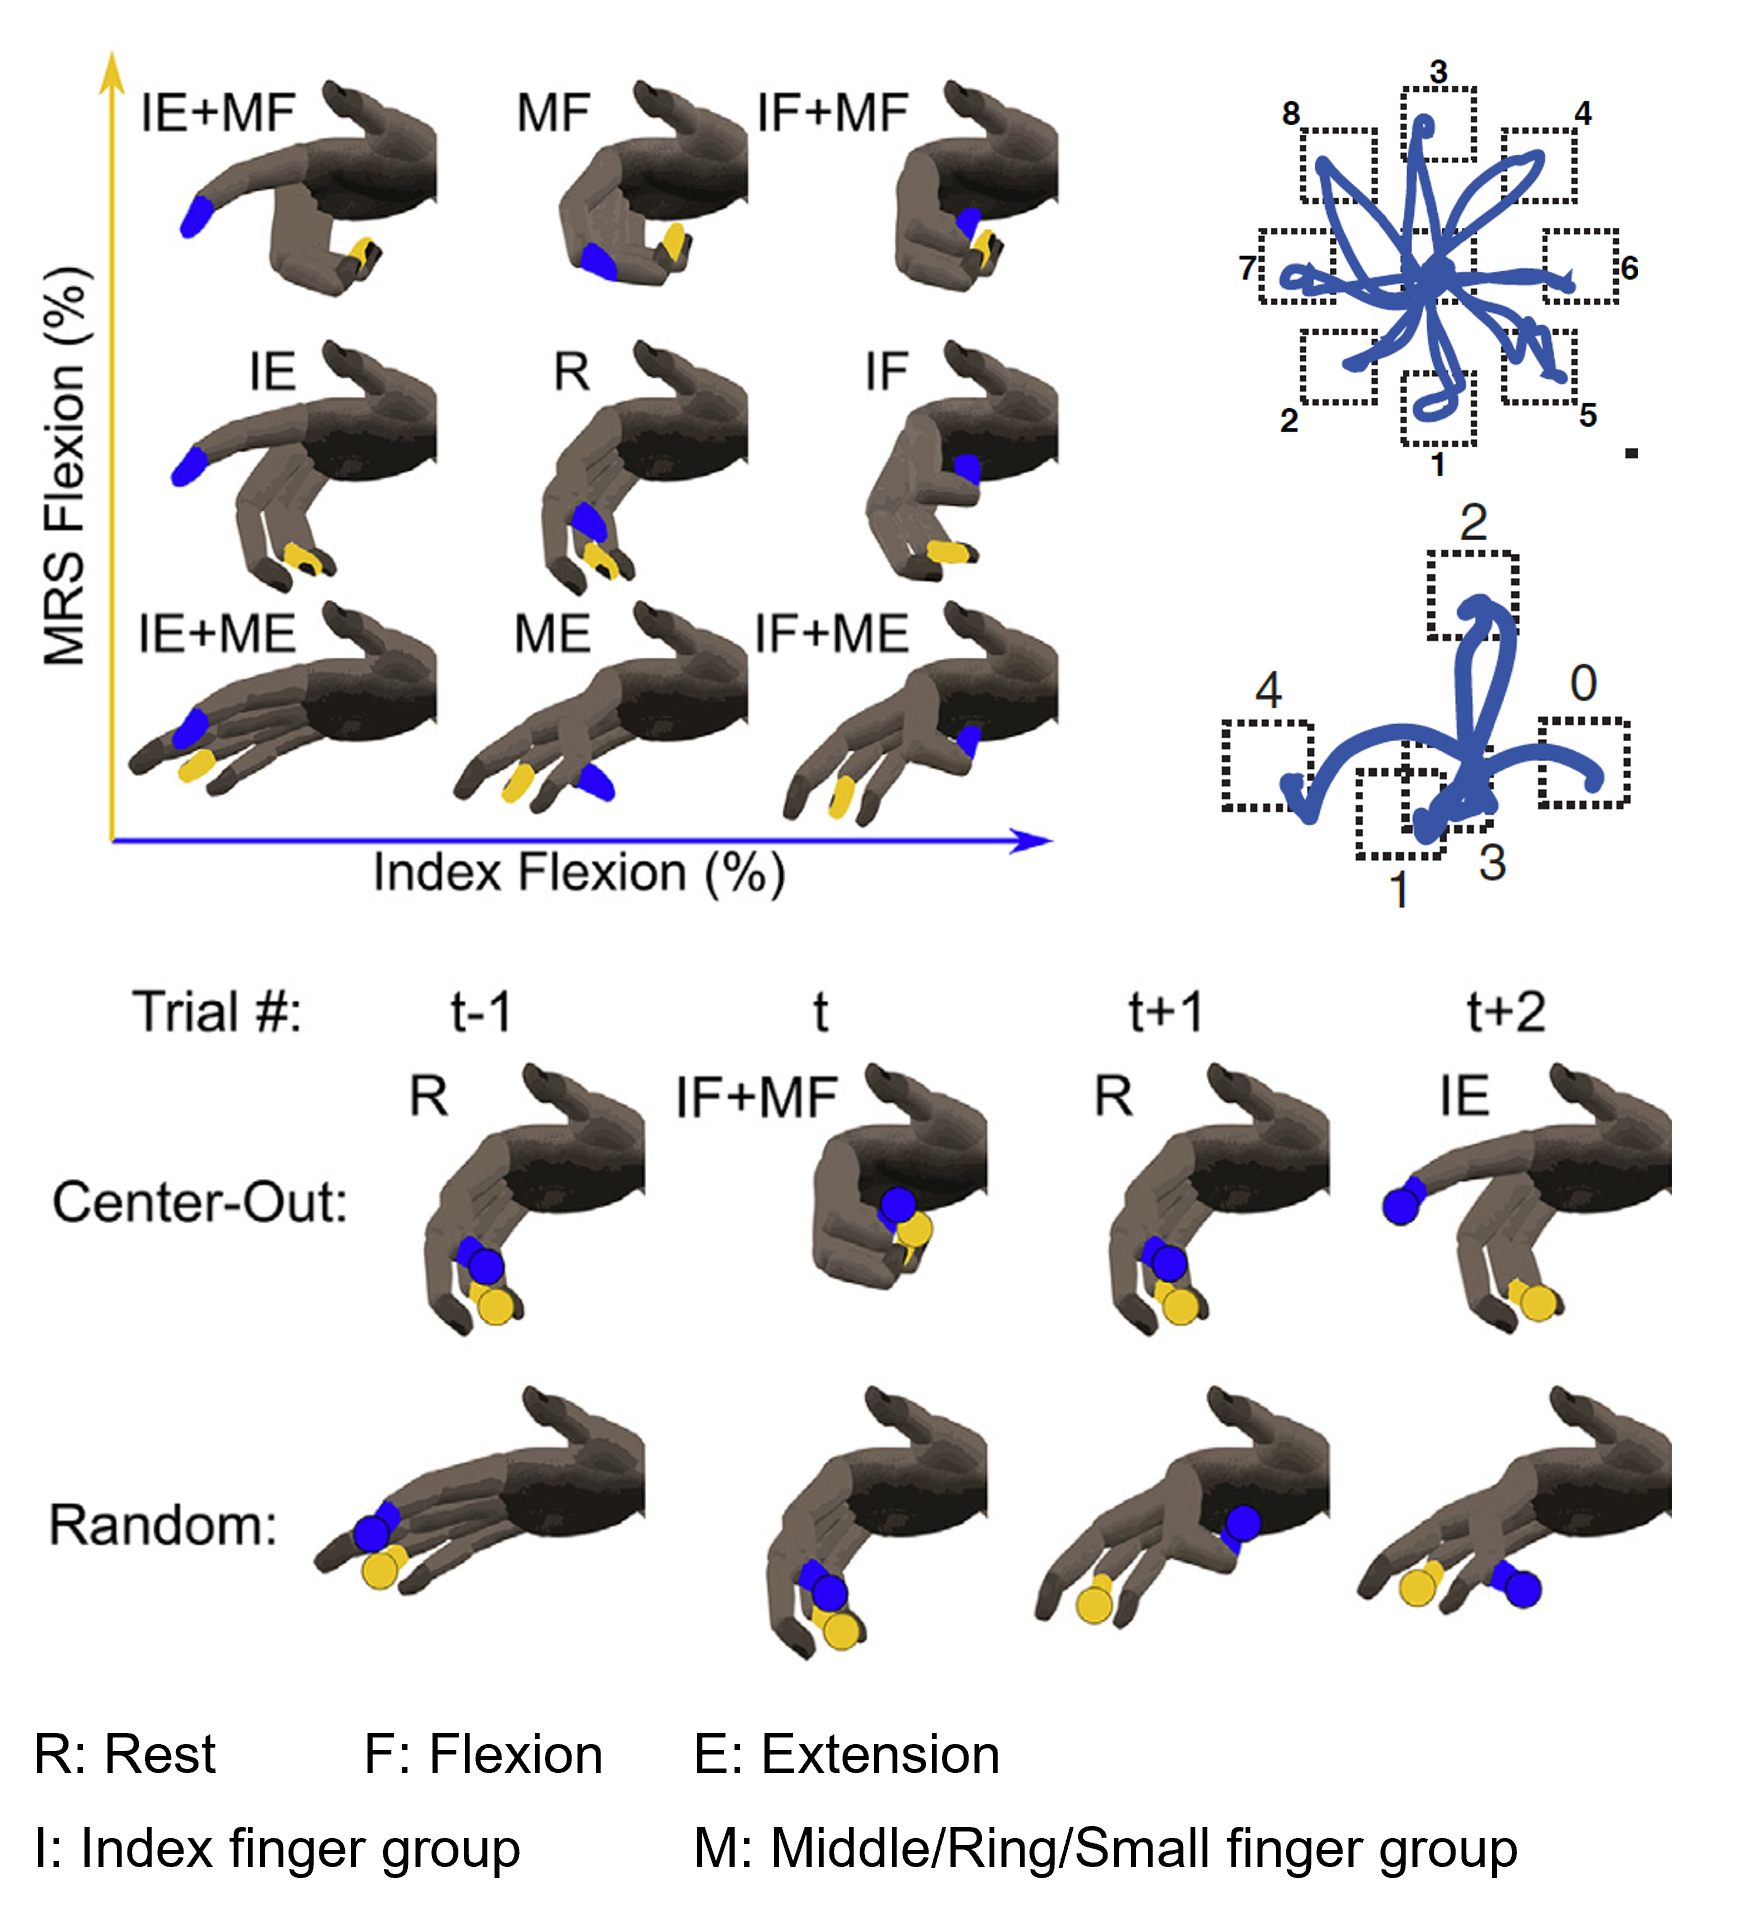 MRS Flexion (%)
IE+MF MF IF+MF
IE R IF
IE+ME ME IF+ME
Index Flexion (%)
3
8 4
7 6
2 5
1
2
4 0
3
1
Trial #: t-1 t t+1 t+2
R IF+MF R IE
Center-Out:
Random:
R: Rest F: Flexion E: Extension
I: Index finger group M: Middle/Ring/Small finger group